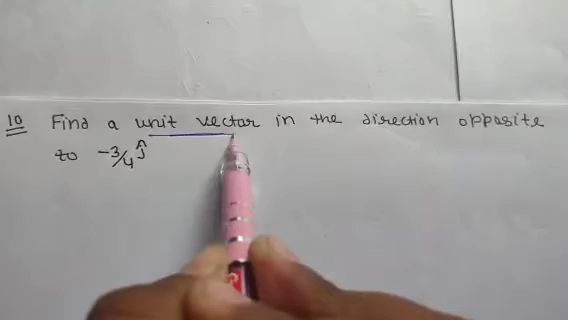 10 Find a unit vector in the direction opposite
to -3/4 ĵ